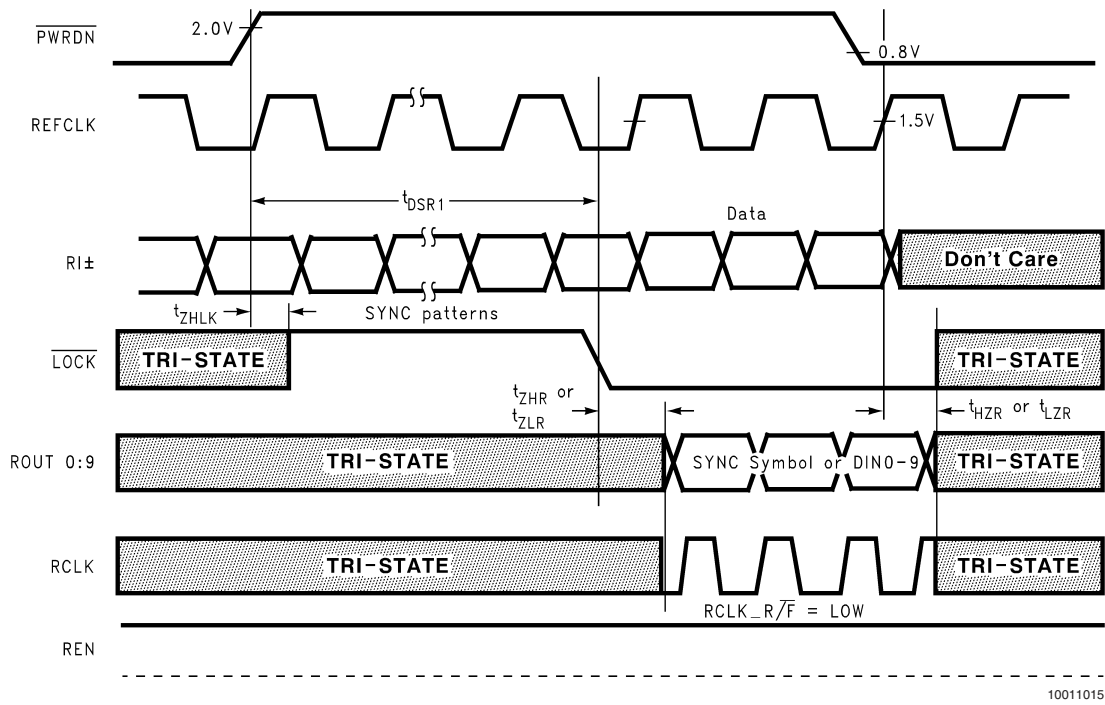 PWRDN
2.0V
0.8V
REFCLK
1.5V
tDSR1
Data
RI±
Don't Care
tZHLK
SYNC patterns
LOCK
TRI-STATE
TRI-STATE
tZHR or
tZLR
tHZR or tLZR
ROUT 0:9
TRI-STATE
SYNC Symbol or DIN0-9
TRI-STATE
RCLK
TRI-STATE
TRI-STATE
RCLK_R/F = LOW
REN
10011015